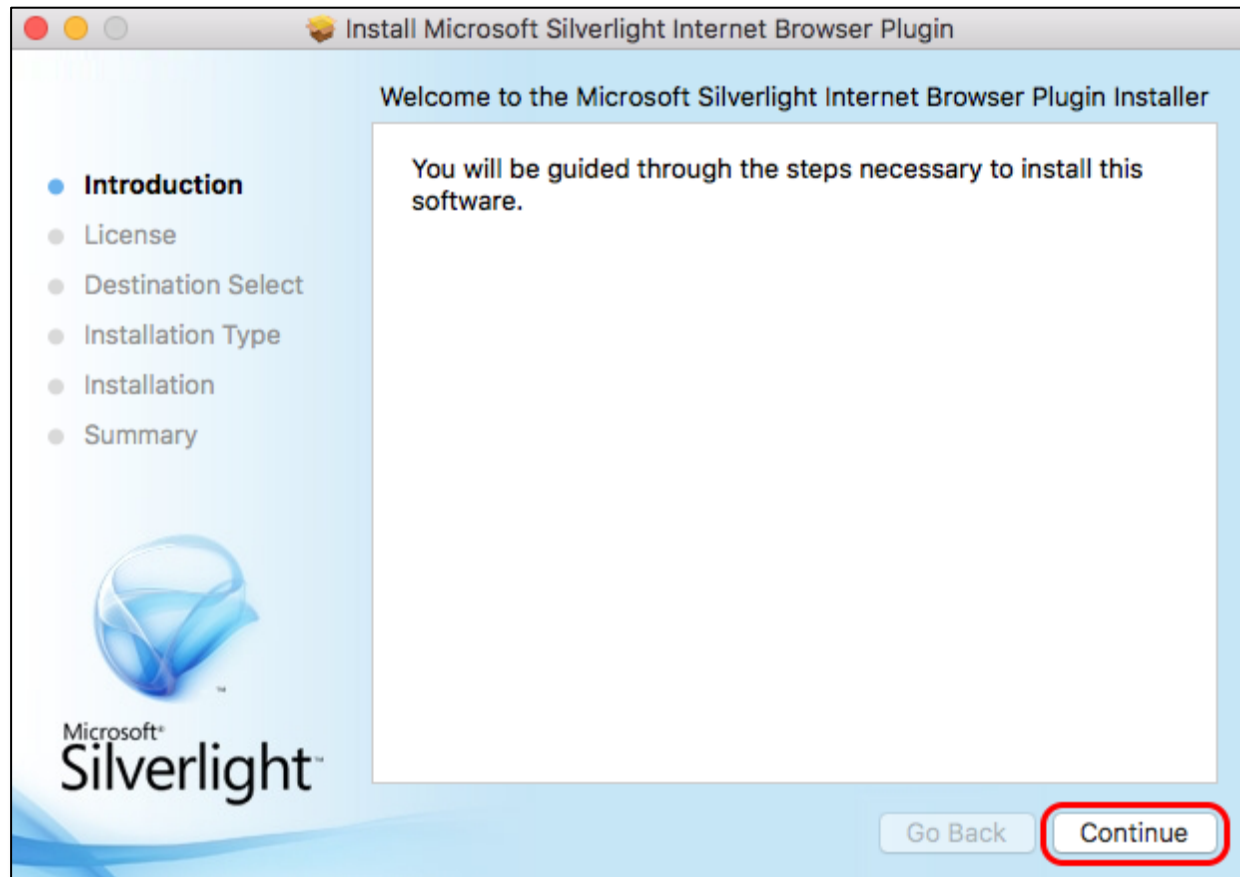 Install Microsoft Silverlight Internet Browser Plugin
Welcome to the Microsoft Silverlight Internet Browser Plugin Installer
You will be guided through the steps necessary to install this
software.
Introduction
License
Destination Select
Installation Type
Installation
Summary
Microsoft®
Silverlight™
Go Back
Continue